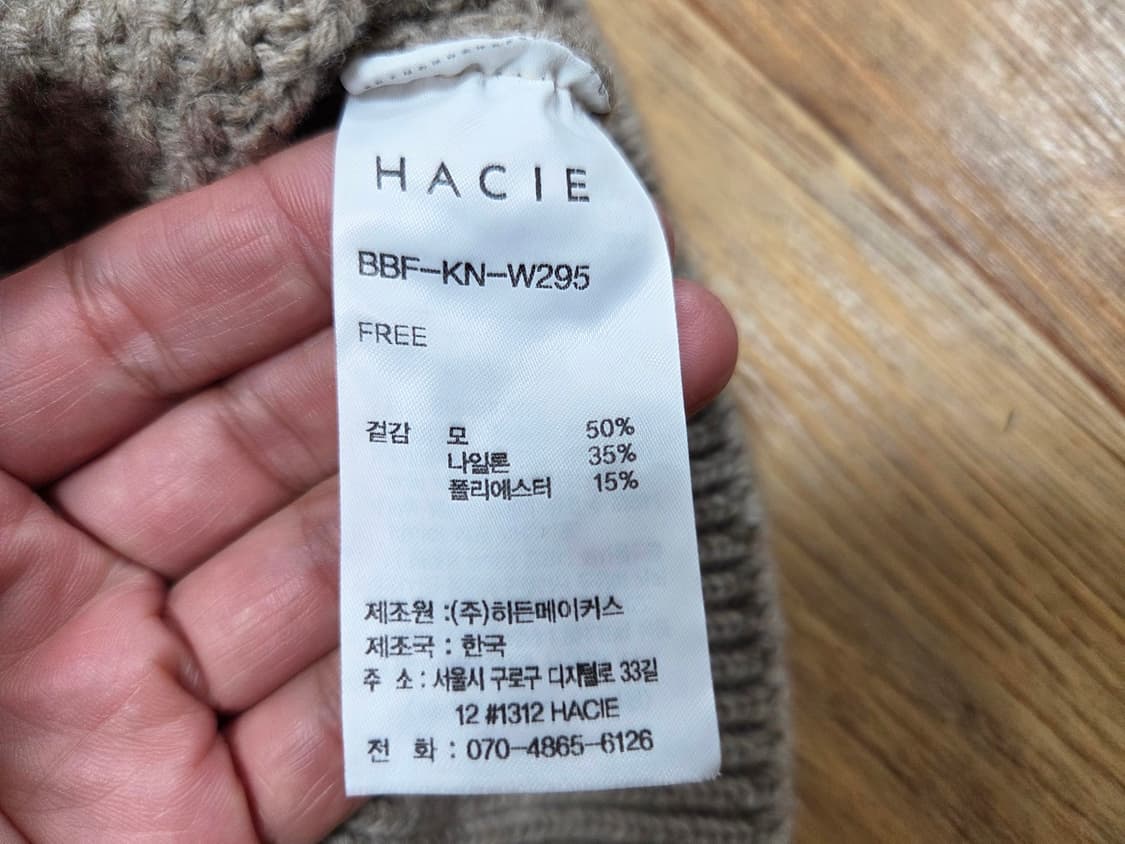 HACIE
BBF-KN-W295
FREE
겉감 모 50%
나일론 35%
폴리에스터 15%
제조원 :(주)히든메이커스
제조국 : 한국
주 소 : 서울시 구로구 디지털로 33길
12 #1312 HACIE
전 화 : 070-4865-6126